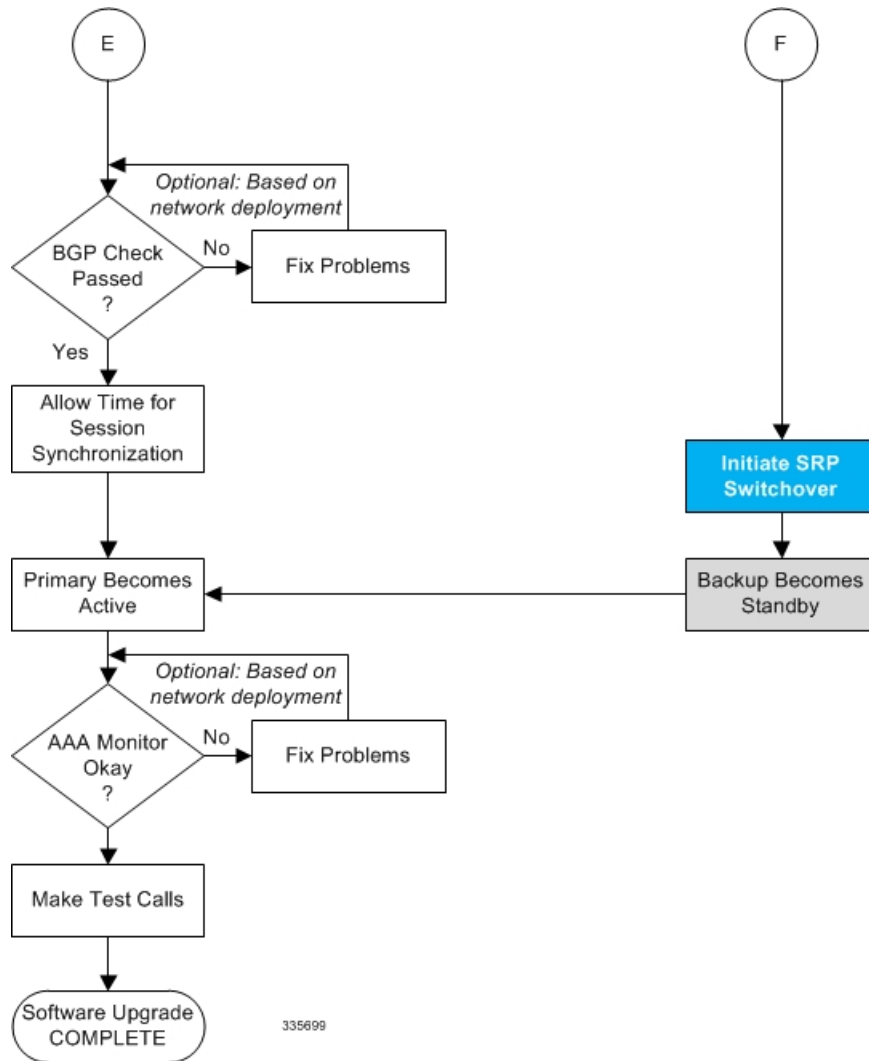 E
F
Optional: Based on
network deployment
BGP Check
Passed
?
No
Fix Problems
Yes
Allow Time for
Session
Synchronization
Initiate SRP
Switchover
Primary Becomes
Active
Backup Becomes
Standby
Optional: Based on
network deployment
AAA Monitor
Okay
?
No
Fix Problems
Make Test Calls
Software Upgrade
COMPLETE
335699